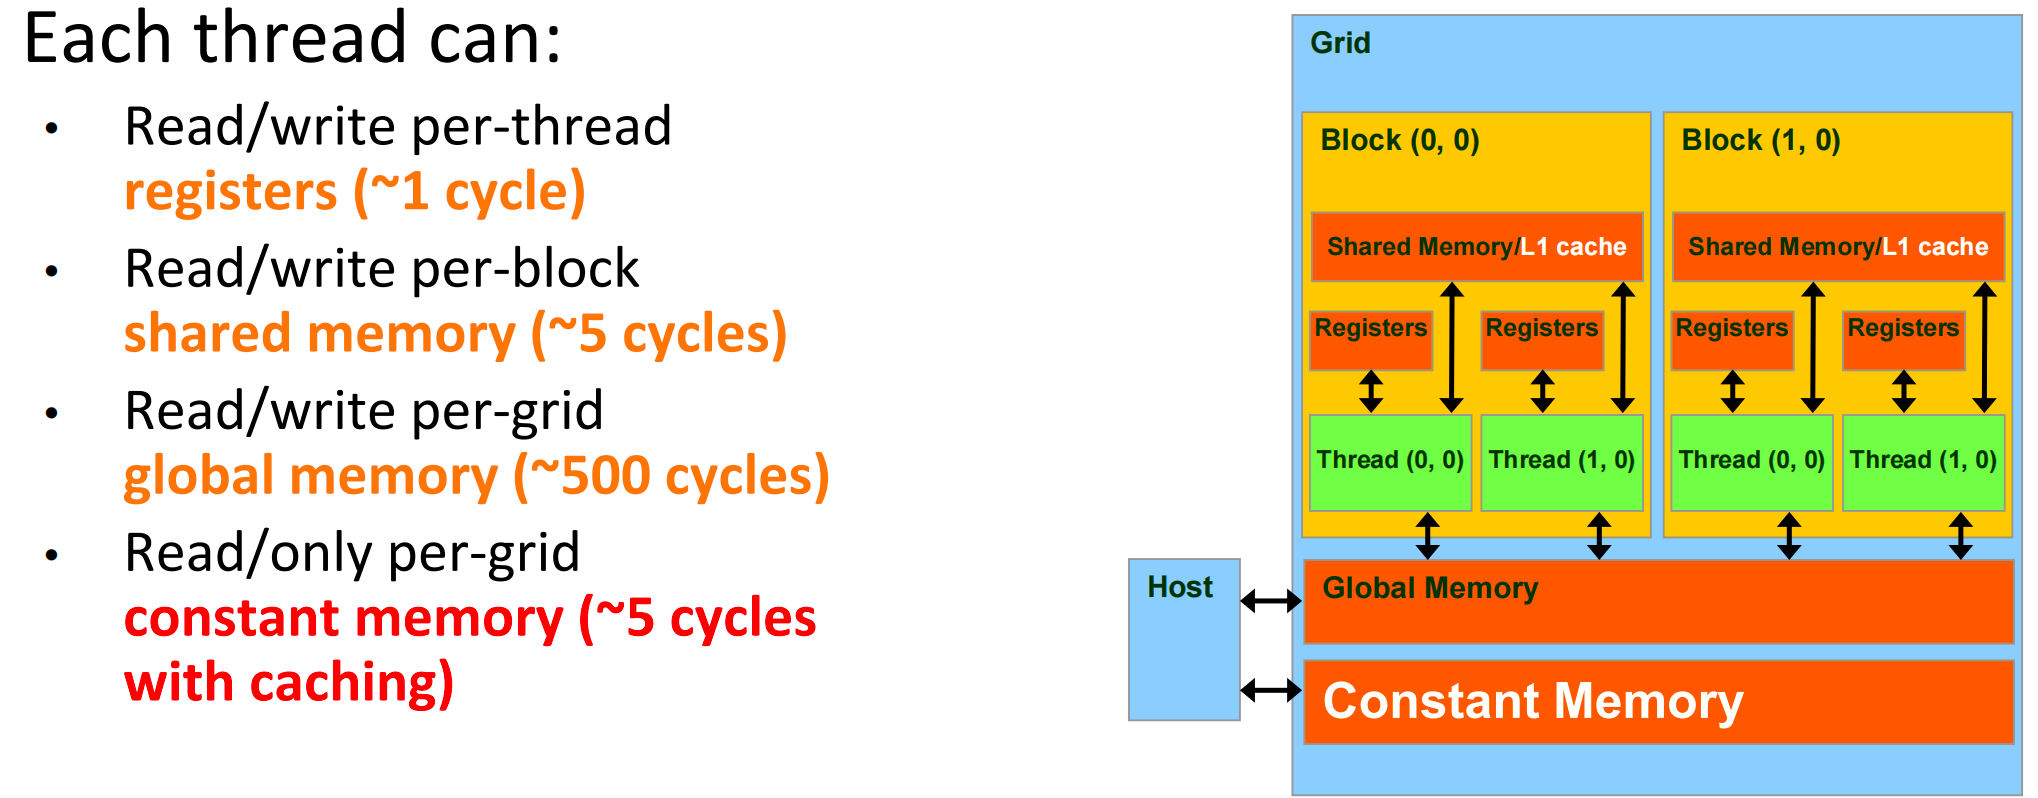 Each thread can:
• Read/write per-thread
registers (~1 cycle)
• Read/write per-block
shared memory (~5 cycles)
• Read/write per-grid
global memory (~500 cycles)
• Read/only per-grid
constant memory (~5 cycles
with caching)
Grid
Block (0, 0)
Block (1, 0)
Shared Memory/L1 cache
Shared Memory/L1 cache
Registers
Registers
Registers
Registers
Thread (0, 0)
Thread (1, 0)
Thread (0, 0)
Thread (1, 0)
Host
Global Memory
Constant Memory